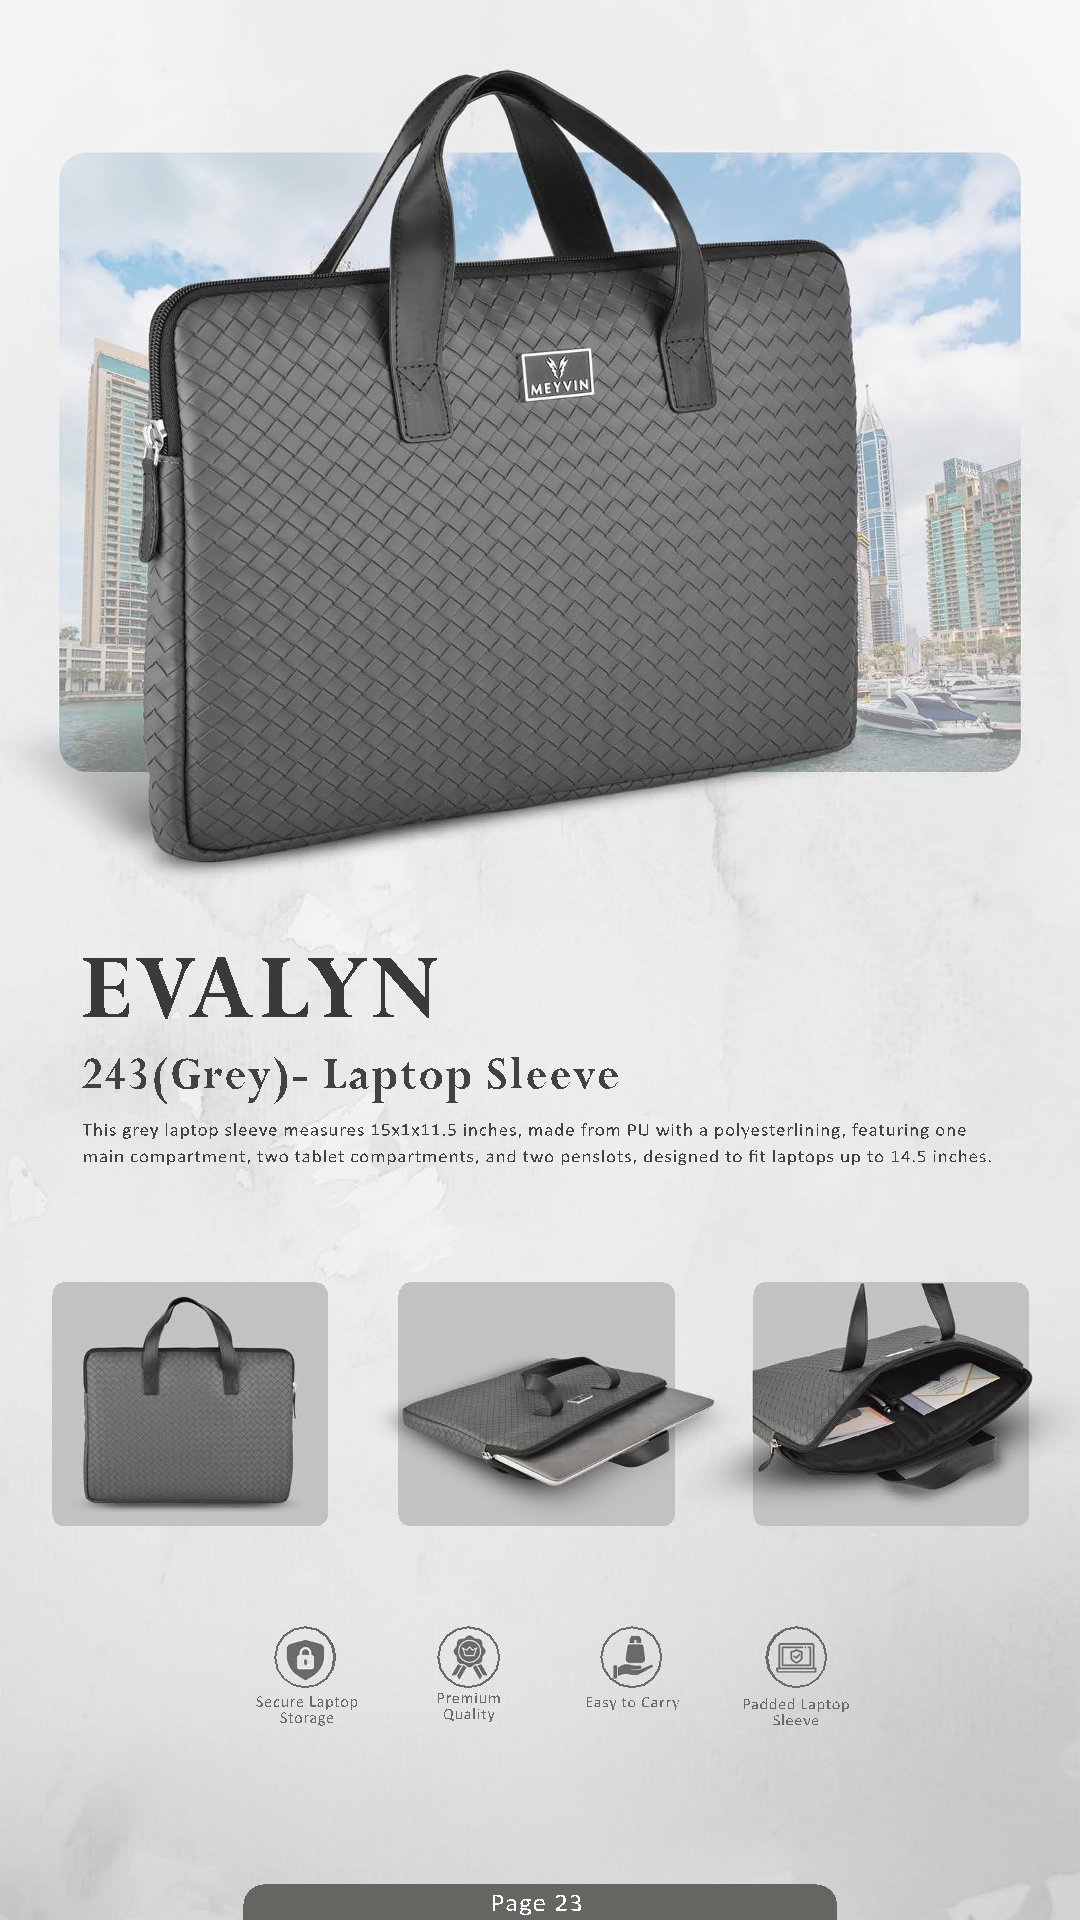 MEYVIN
EVALYN
243(Grey)- Laptop Sleeve
This grey laptop sleeve measures 15x1x11.5 inches, made from PU with a polyesterlining, featuring one
main compartment, two tablet compartments, and two penslots, designed to fit laptops up to 14.5 inches.
Secure Laptop
Storage
Premium
Quality
Easy to Carry
Padded Laptop
Sleeve
Page 23